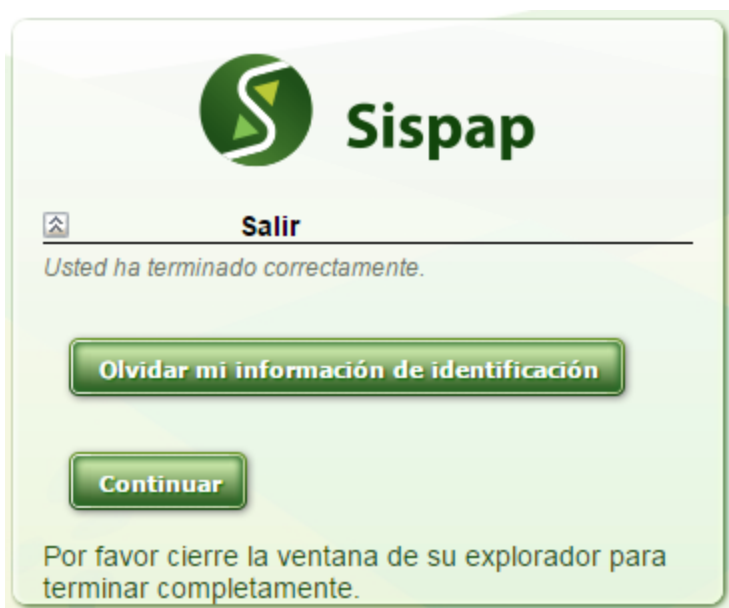 Sispap
Salir
Usted ha terminado correctamente.
Olvidar mi información de identificación
Continuar
Por favor cierre la ventana de su explorador para
terminar completamente.